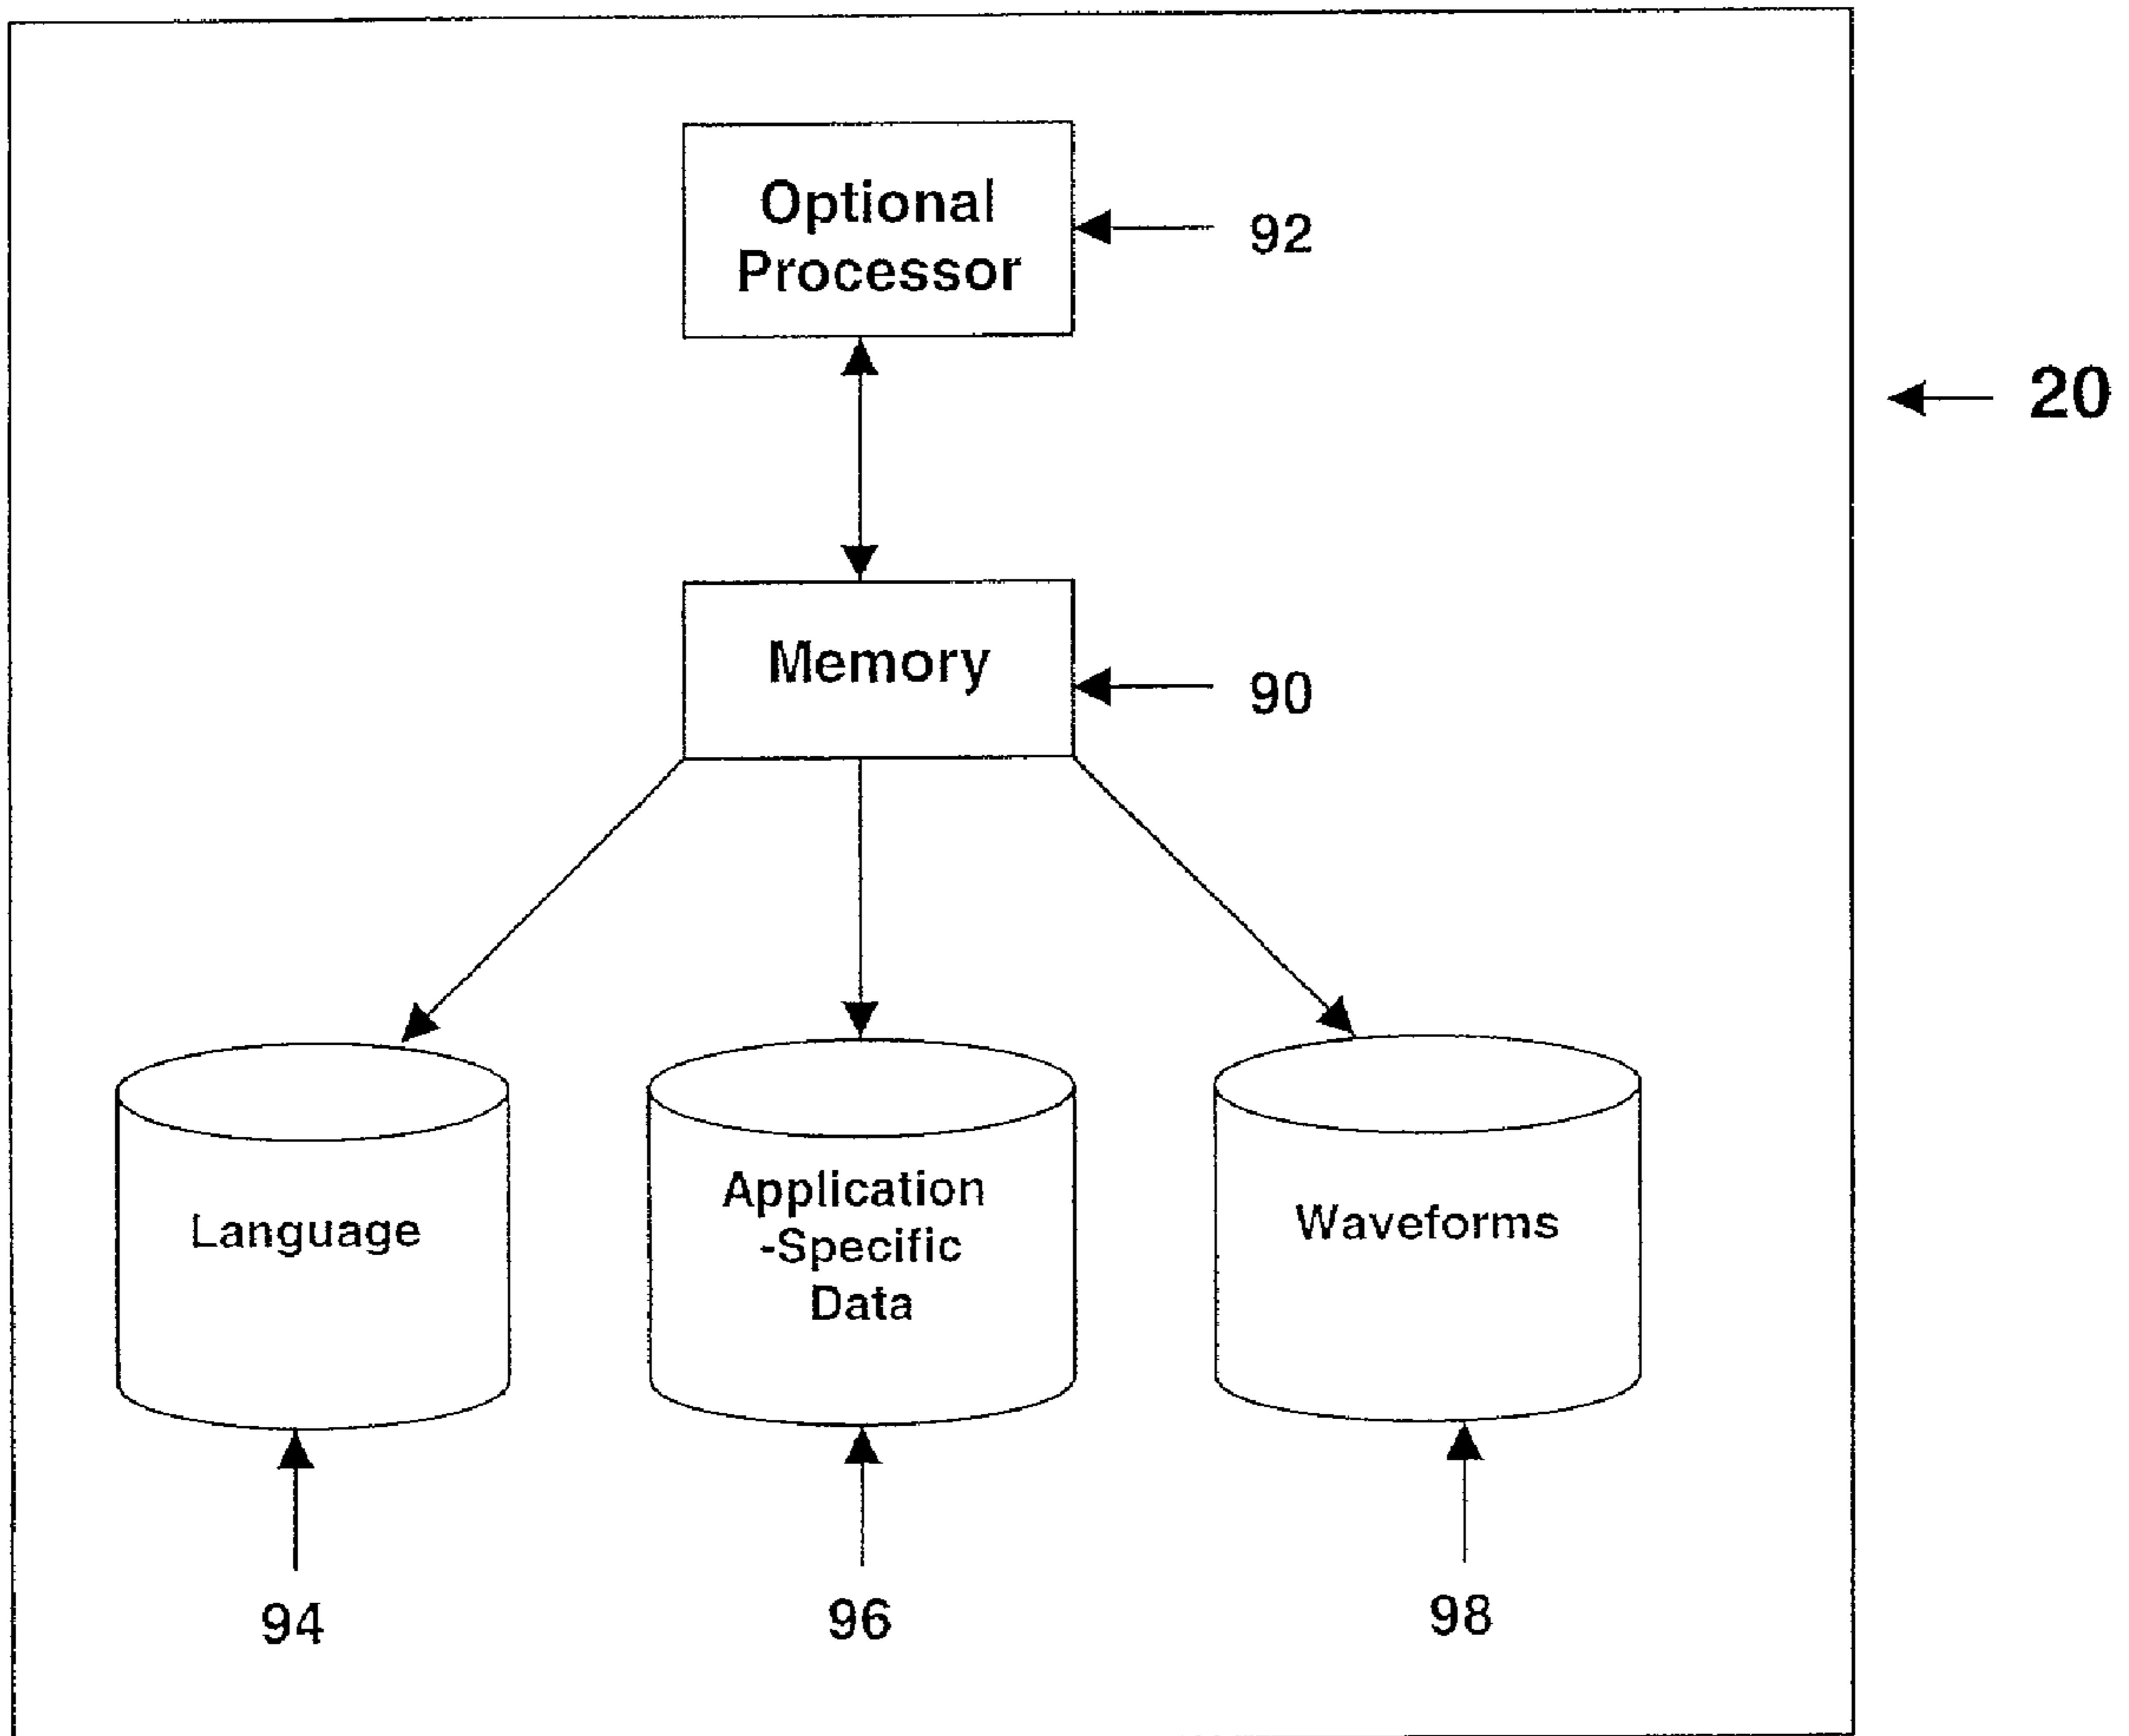 Optional
Processor
92
20
Memory
90
Language
Application
-Specific
Data
Waveforms
94
96
98